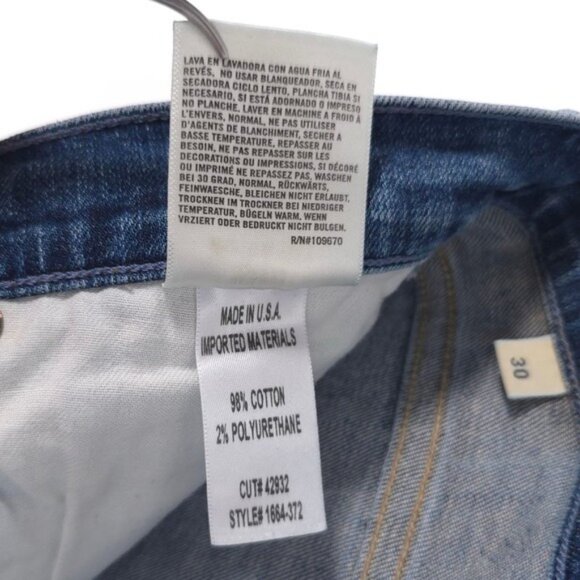 LAVA EN LAVADORA CON AGUA FRIA AL
REVÉS. NO USAR BLANQUEADOR, SECA EN
SECADORA CICLO LENTO, PLANCHA TIBIA SI
NECESARIO, SI ESTÁ ADORNADO O IMPRESO
NO PLANCHE. LAVER EN MACHINE A FROID À
L'ENVERS, NORMAL, NE PAS UTILISER
D'AGENTS DE BLANCHIMENT, SECHER A
BASSE TEMPERATURE, REPASSER AU
BESOIN, NE PAS REPASSER SUR LES
DECORATIONS OU IMPRESSIONS, SI DÉCORÉ
OU IMPRIMÉ NE REPASSEZ PAS, WASCHEN
BEI 30 GRAD, NORMAL, RÜCKWÄRTS,
FEINWAESCHE, BLEICHEN NICHT ERLAUBT,
TROCKNEN IM TROCKNER BEI NIEDRIGER
TEMPERATUR, BÜGELN WARM. WENN
VRZIERT ODER BEDRUCKT NICHT BULGEN.
R/N#109670
MADE IN U.S.A.
IMPORTED MATERIALS
98% COTTON
2% POLYURETHANE
CUT# 42932
STYLE# 1664-372
30